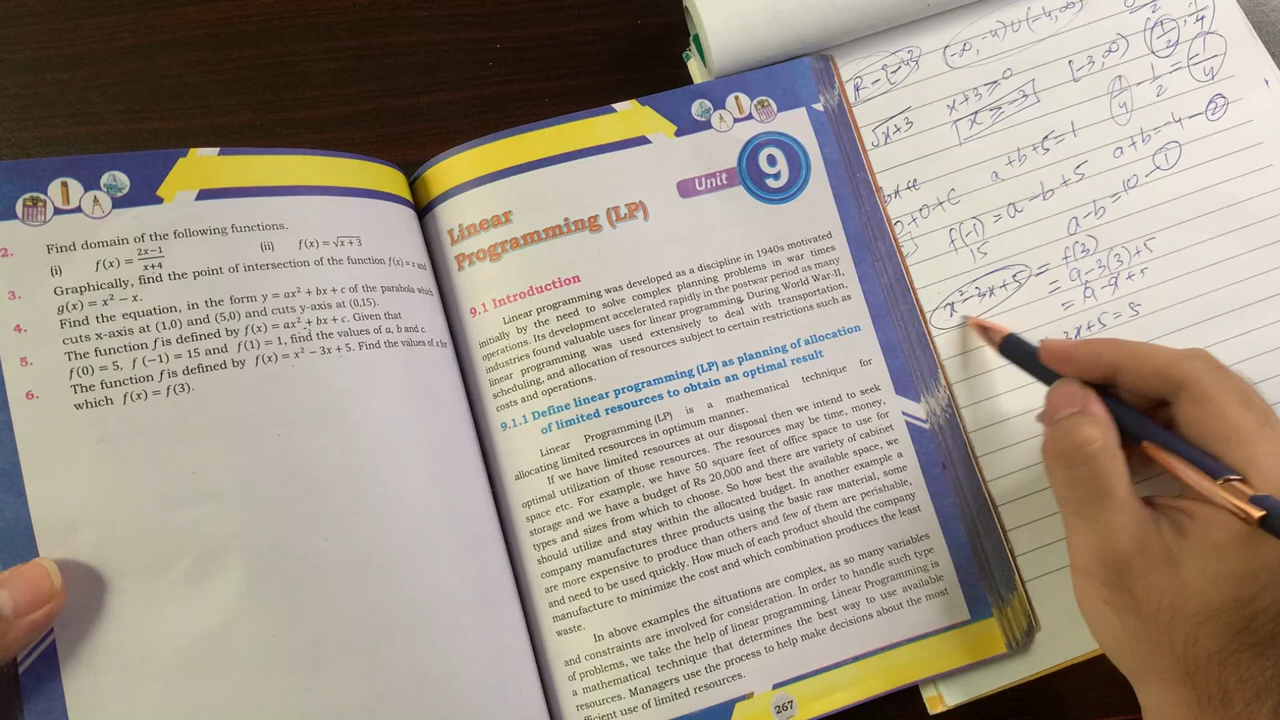 2. Find domain of the following functions.
(i) f(x) = 2x−1/x+4 (ii) f(x) = √x+3
3. Graphically, find the point of intersection of the function f(x) = x and
g(x) = x² − x.
4. Find the equation, in the form y = ax² + bx + c of the parabola which
cuts x-axis at (1,0) and (5,0) and cuts y-axis at (0,15).
5. The function f is defined by f(x) = ax² + bx + c. Given that
f(0) = 5, f(−1) = 15 and f(1) = 1, find the values of a, b and c.
6. The function f is defined by f(x) = x² − 3x + 5. Find the values of x for
which f(x) = f(3).
Unit 9
Linear
Programming (LP)
9.1 Introduction
Linear programming was developed as a discipline in 1940s motivated
initially by the need to solve complex planning problems in war times
operations. Its development accelerated rapidly in the postwar period as many
industries found valuable uses for linear programming. During World War-II,
linear programming was used extensively to deal with transportation,
scheduling, and allocation of resources subject to certain restrictions such as
costs and operations.
9.1.1 Define linear programming (LP) as planning of allocation
of limited resources to obtain an optimal result
Linear Programming (LP) is a mathematical technique for
allocating limited resources in optimum manner.
If we have limited resources at our disposal then we intend to seek
optimal utilization of those resources. The resources may be time, money,
space etc. For example, we have 50 square feet of office space to use for
storage and we have a budget of Rs 20,000 and there are variety of cabinet
types and sizes from which to choose. So how best the available space, we
should utilize and stay within the allocated budget. In another example a
company manufactures three products using the basic raw material, some
are more expensive to produce than others and few of them are perishable,
and need to be used quickly. How much of each product should the company
manufacture to minimize the cost and which combination produces the least
waste.
In above examples the situations are complex, as so many variables
and constraints are involved for consideration. In order to handle such type
of problems, we take the help of linear programming. Linear Programming is
a mathematical technique that determines the best way to use available
resources. Managers use the process to help make decisions about the most
efficient use of limited resources.
267
R − {−4} (−∞, −4) ∪ (−4, ∞)
√x+3 x+3 ≥ 0 [−3, ∞)
x ≥ −3
a+b+5 = 1
a+b = −4 − ②
f(−1) = a − b + 5
15 a−b = 10 − ①
x² − 3x + 5 = f(3)
= 9 − 3(3) + 5
= 9 − 9 + 5
3x + 5 = 5